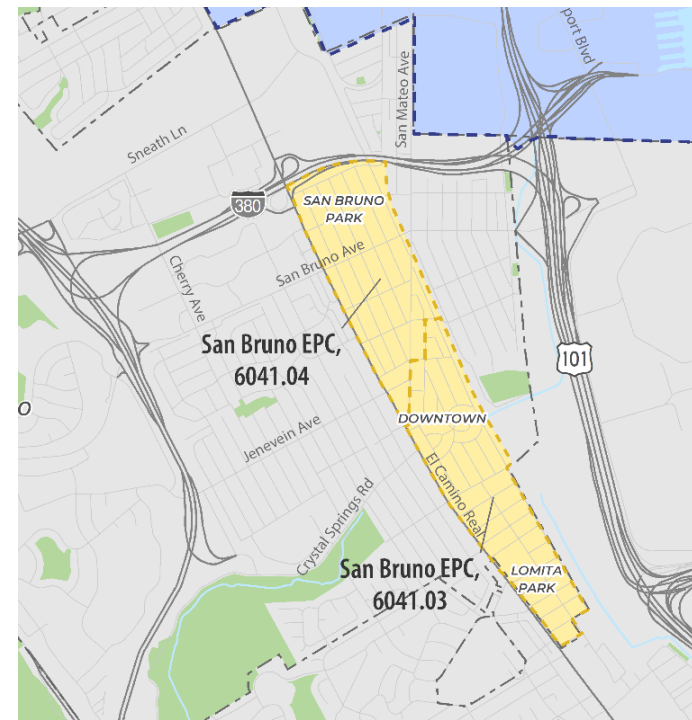 port Blvd
San Mateo Ave
Sneath Ln
SAN BRUNO
PARK
380
San Bruno Ave
Cherry Ave
San Bruno EPC,
6041.04
101
O
DOWNTOWN
Jenevein Ave
El Camino Real
Crystal Springs Rd
San Bruno EPC,
6041.03
LOMITA
PARK